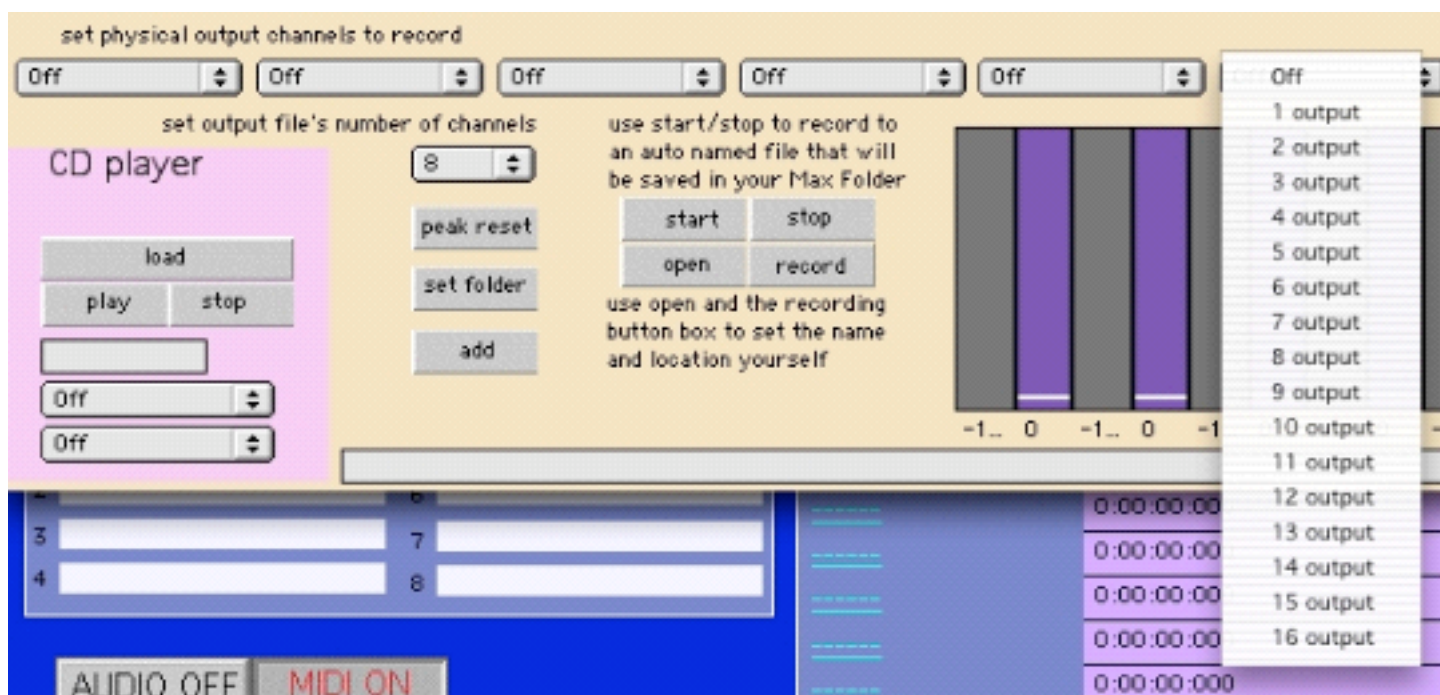 set physical output channels to record
Off Off Off Off Off
set output file's number of channels
8
CD player
load
play stop
Off
Off
peak reset
set folder
add
use start/stop to record to
an auto named file that will
be saved in your Max Folder
start stop
open record
use open and the recording
button box to set the name
and location yourself
-1... 0 -1... 0 -1
Off
1 output
2 output
3 output
4 output
5 output
6 output
7 output
8 output
9 output
10 output
11 output
12 output
13 output
14 output
15 output
16 output
3 7
4 8
0:00:00:00
0:00:00:00
0:00:00:00
0:00:00:00
0:00:00:000
AUDIO OFF MIDI ON